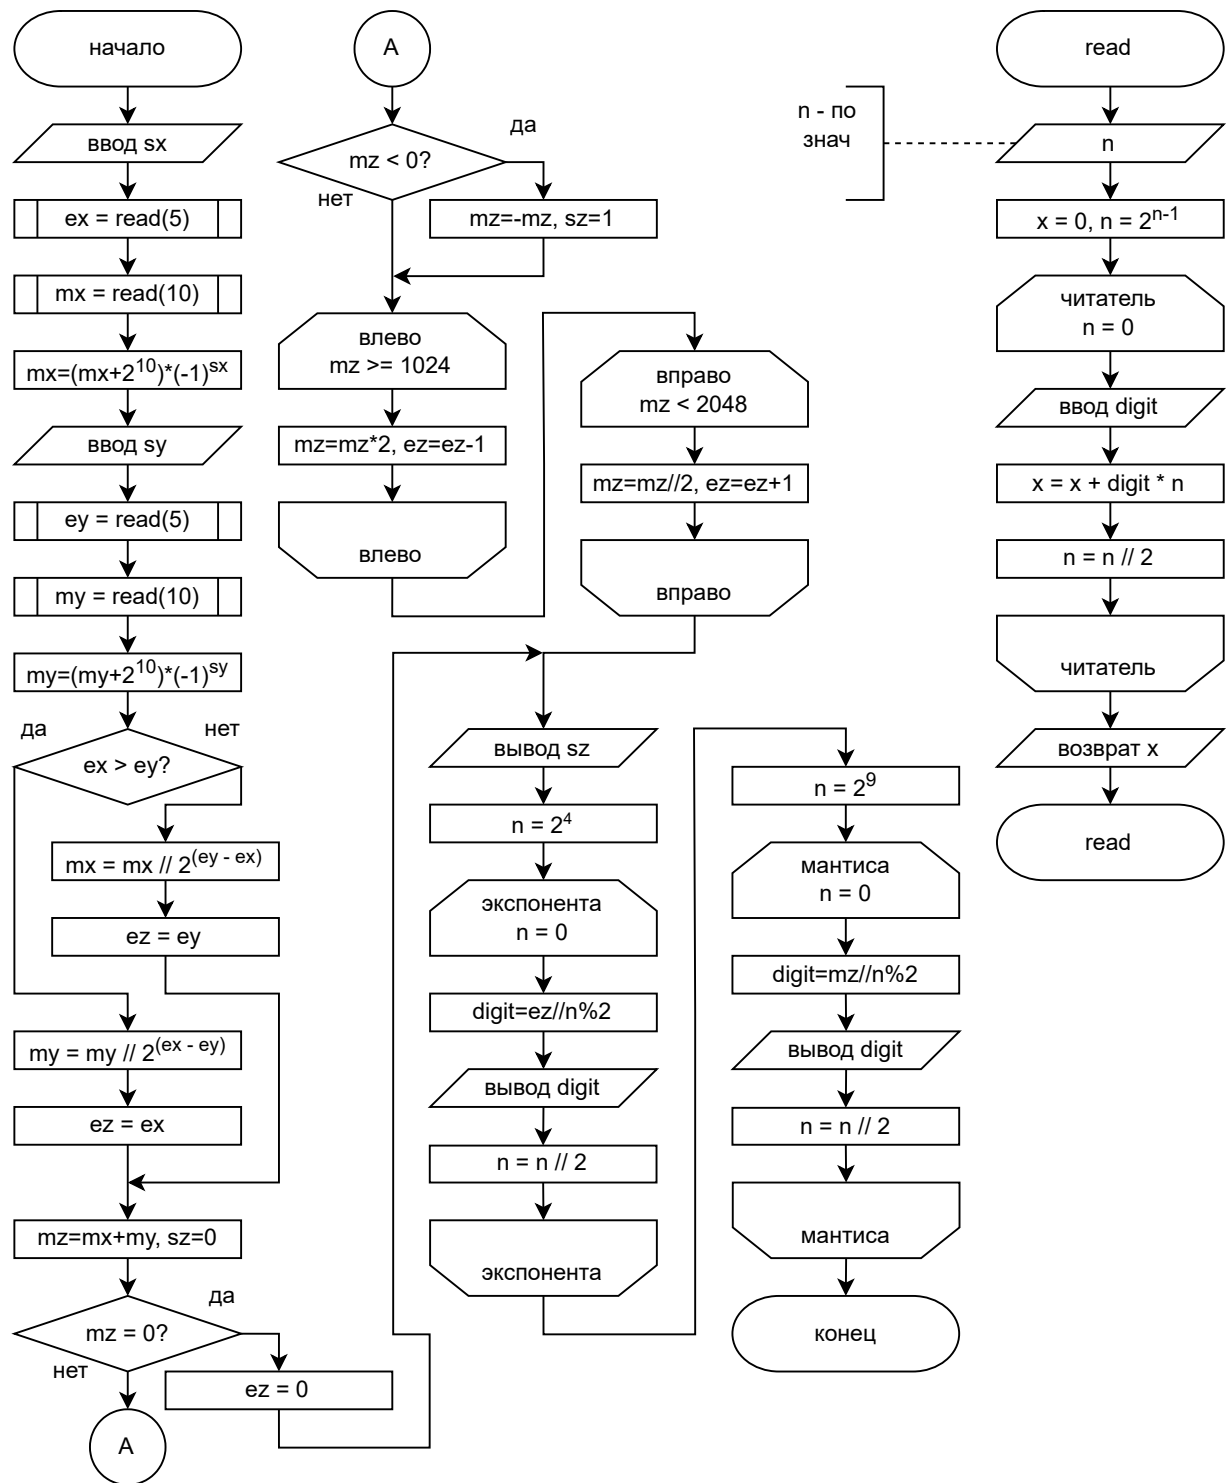 начало
ввод sx
ex = read(5)
mx = read(10)
mx=(mx+2^10)*(-1)^sx
ввод sy
ey = read(5)
my = read(10)
my=(my+2^10)*(-1)^sy
да
нет
ex > ey?
mx = mx // 2^(ey - ex)
ez = ey
my = my // 2^(ex - ey)
ez = ex
mz=mx+my, sz=0
да
mz = 0?
нет
ez = 0
A
A
да
mz < 0?
нет
mz=-mz, sz=1
влево
mz >= 1024
mz=mz*2, ez=ez-1
влево
вправо
mz < 2048
mz=mz//2, ez=ez+1
вправо
вывод sz
n = 2^4
экспонента
n = 0
digit=ez//n%2
вывод digit
n = n // 2
экспонента
n = 2^9
мантиса
n = 0
digit=mz//n%2
вывод digit
n = n // 2
мантиса
конец
read
n - по
знач
n
x = 0, n = 2^n-1
читатель
n = 0
ввод digit
x = x + digit * n
n = n // 2
читатель
возврат x
read